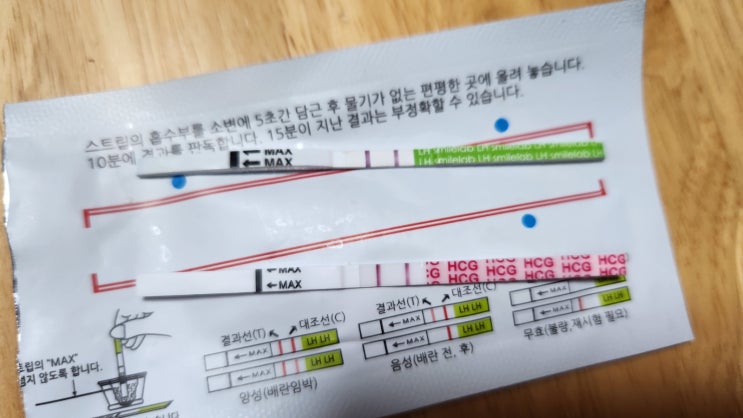 스트립의 흡수부를 소변에 5초간 담근 후 물기가 없는 편평한 곳에 올려 놓습니다.
10분에 결과를 판독합니다. 15분이 지난 결과는 부정확할 수 있습니다.
MAX
MAX
LH smilelab LH smilelab LH
LH smilelab LH smilelab LH
MAX
MAX
HCG HCG HCG HCG HCG
HCG HCG HCG HCG HCG
결과선(T) 대조선(C)
MAX LH LH
MAX LH LH
양성(배란임박)
결과선(T) 대조선(C)
MAX LH LH
MAX LH LH
음성(배란 전, 후)
MAX
MAX LH LH
무효(불량, 재시험 필요)
"MAX"
않도록 합니다.